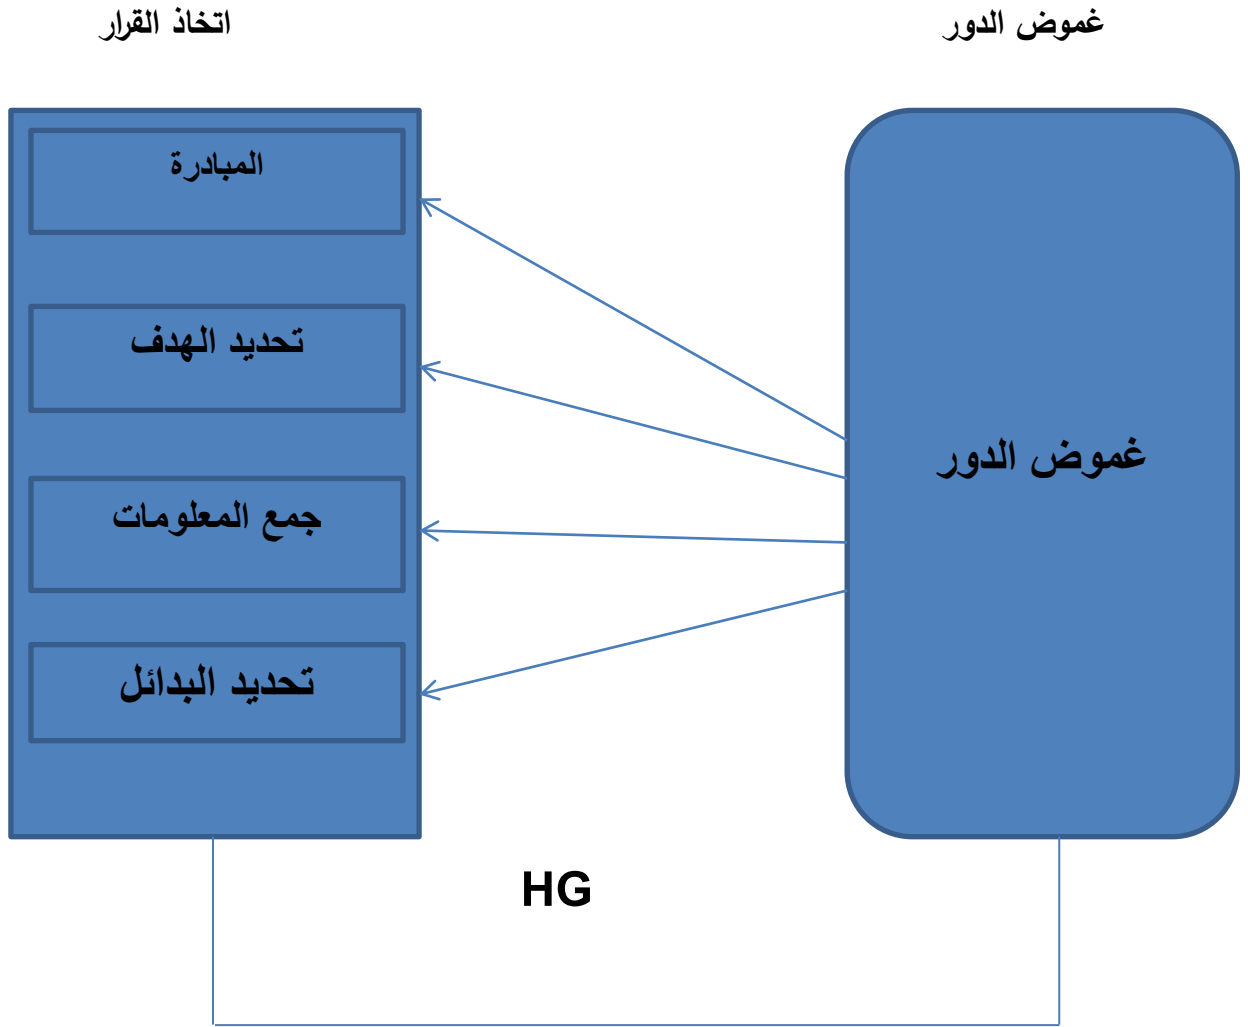 غموض الدور
اتخاذ القرار
المبادرة
تحديد الهدف
غموض الدور
جمع المعلومات
تحديد البدائل
HG